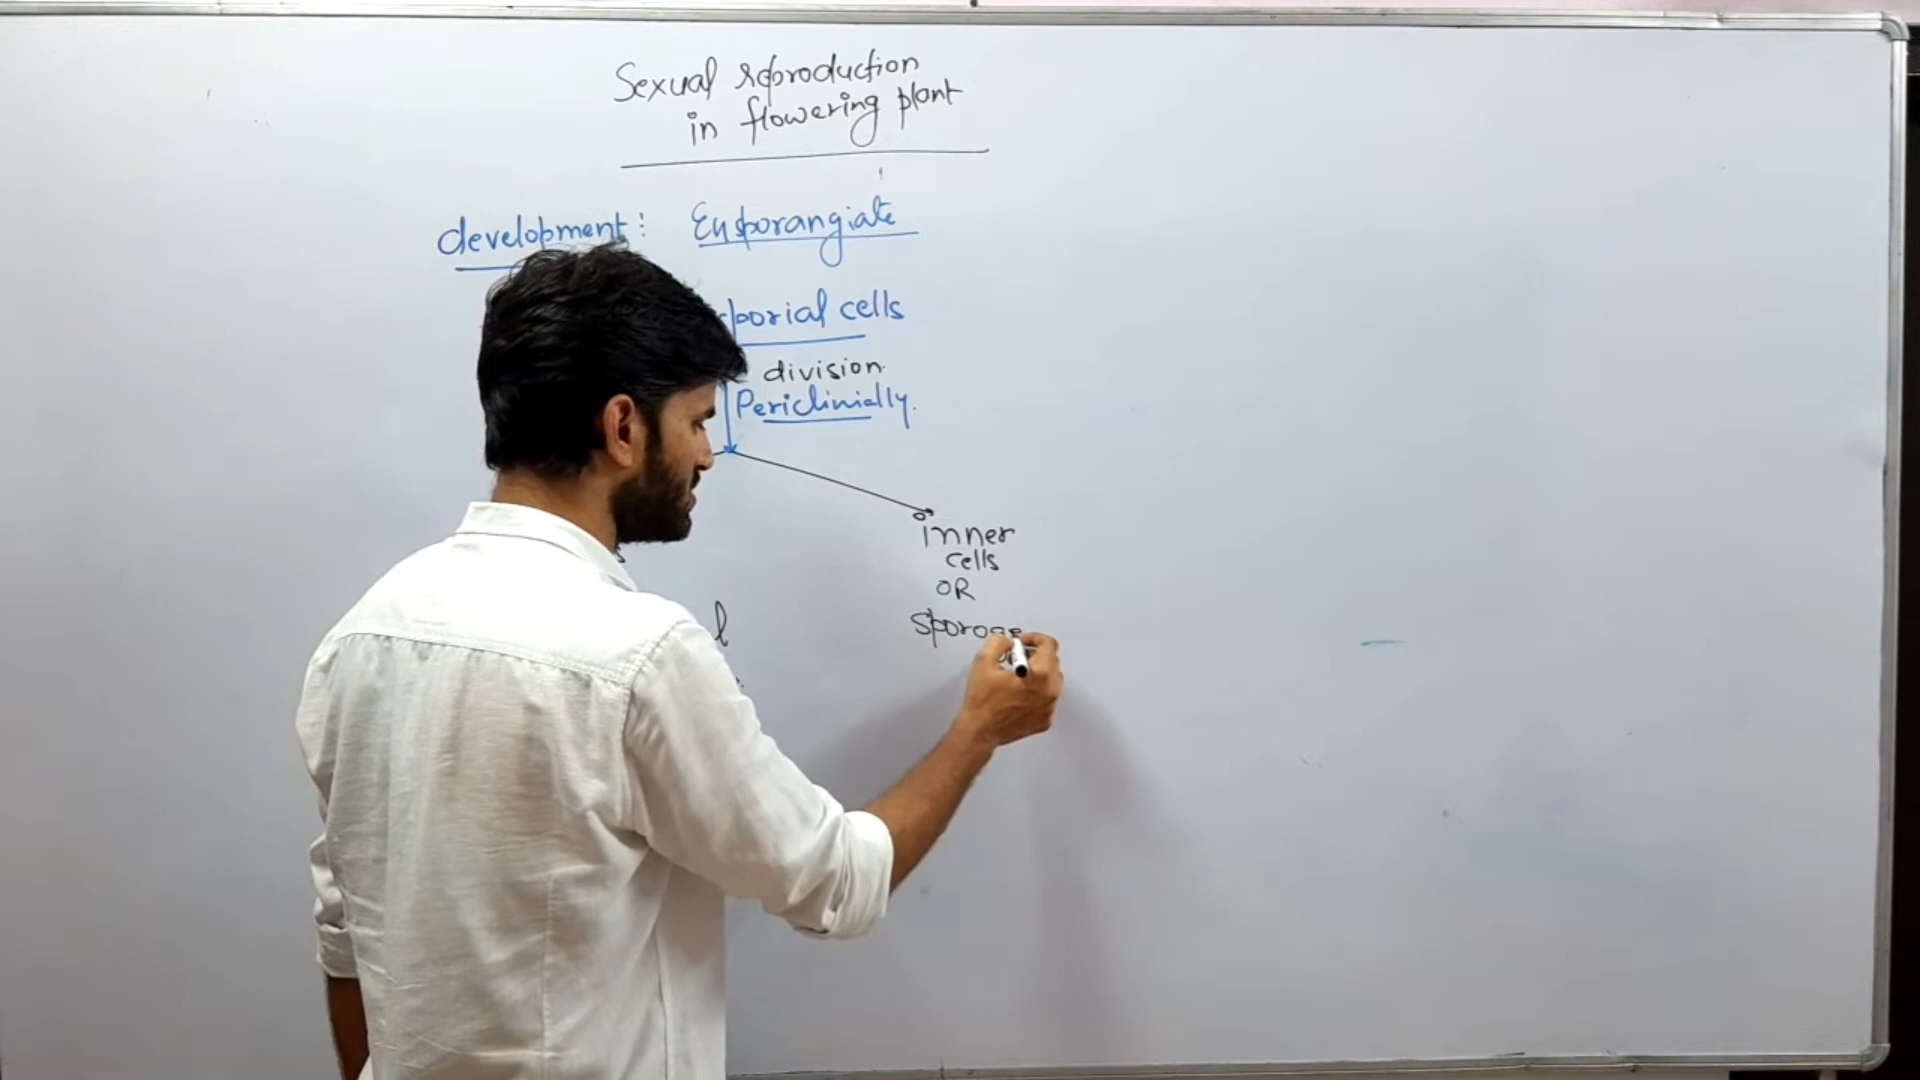 Sexual reproduction
in flowering plant
development: Eusporangiate
sporial cells
division
Periclinially.
inner
cells
OR
Sporoge
l